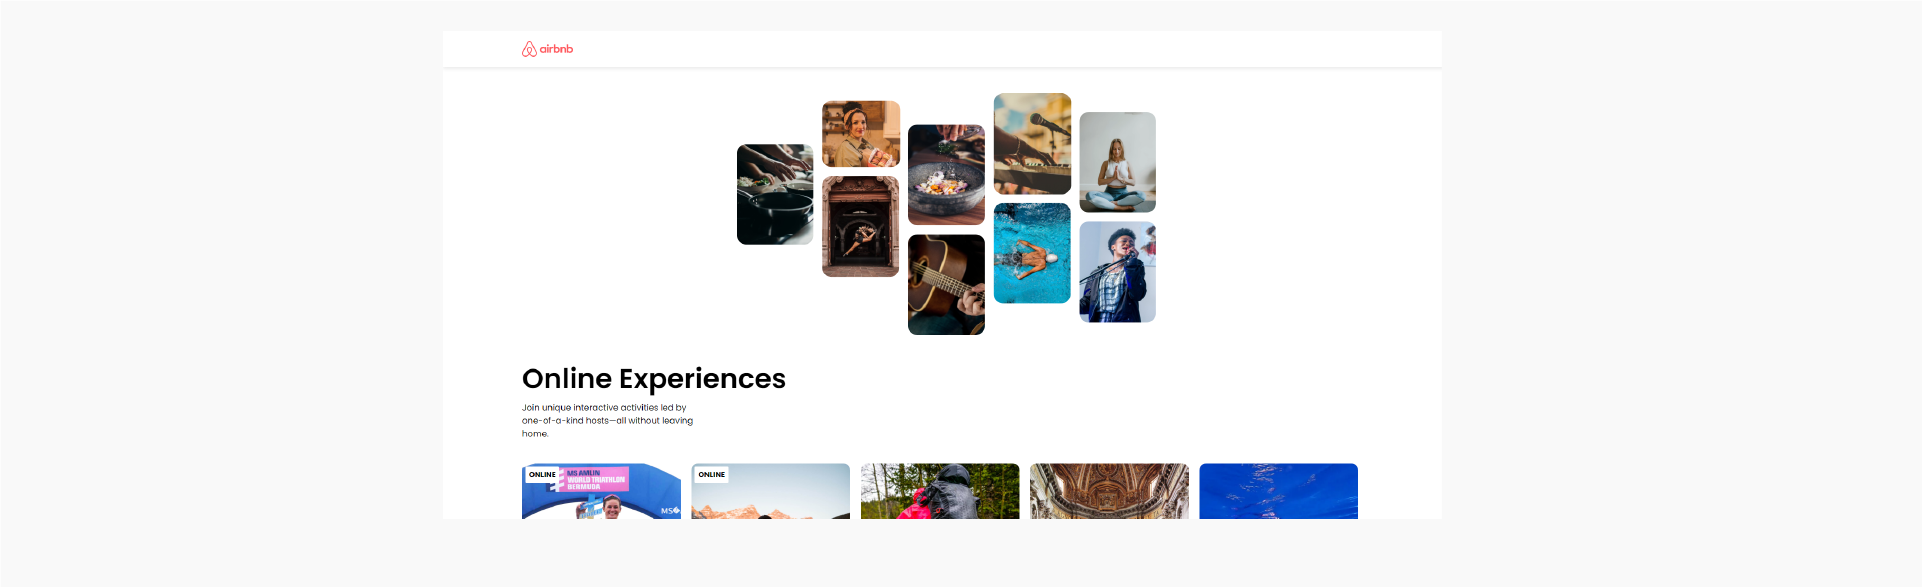 airbnb
Online Experiences
Join unique interactive activities led by
one-of-a-kind hosts—all without leaving
home.
ONLINE
MS AMLIN
WORLD TRIATHLON
BERMUDA
MS
ONLINE